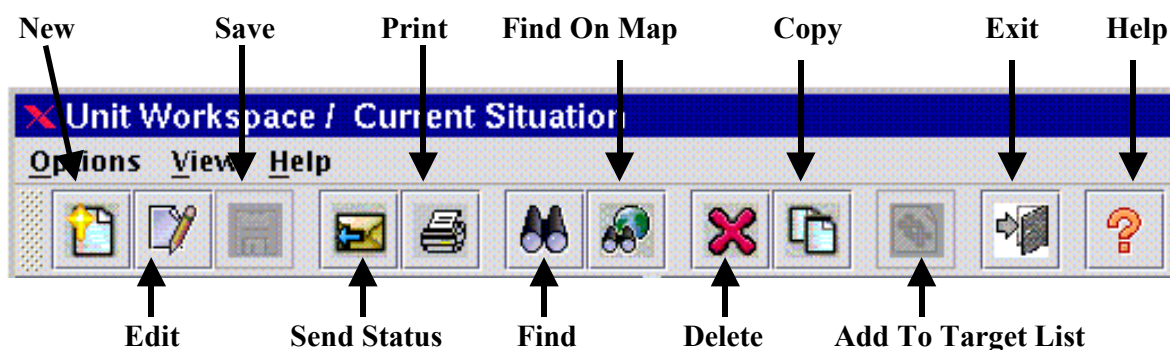 New Save Print Find On Map Copy Exit Help
Unit Workspace / Current Situation
Options View Help
?
Edit Send Status Find Delete Add To Target List